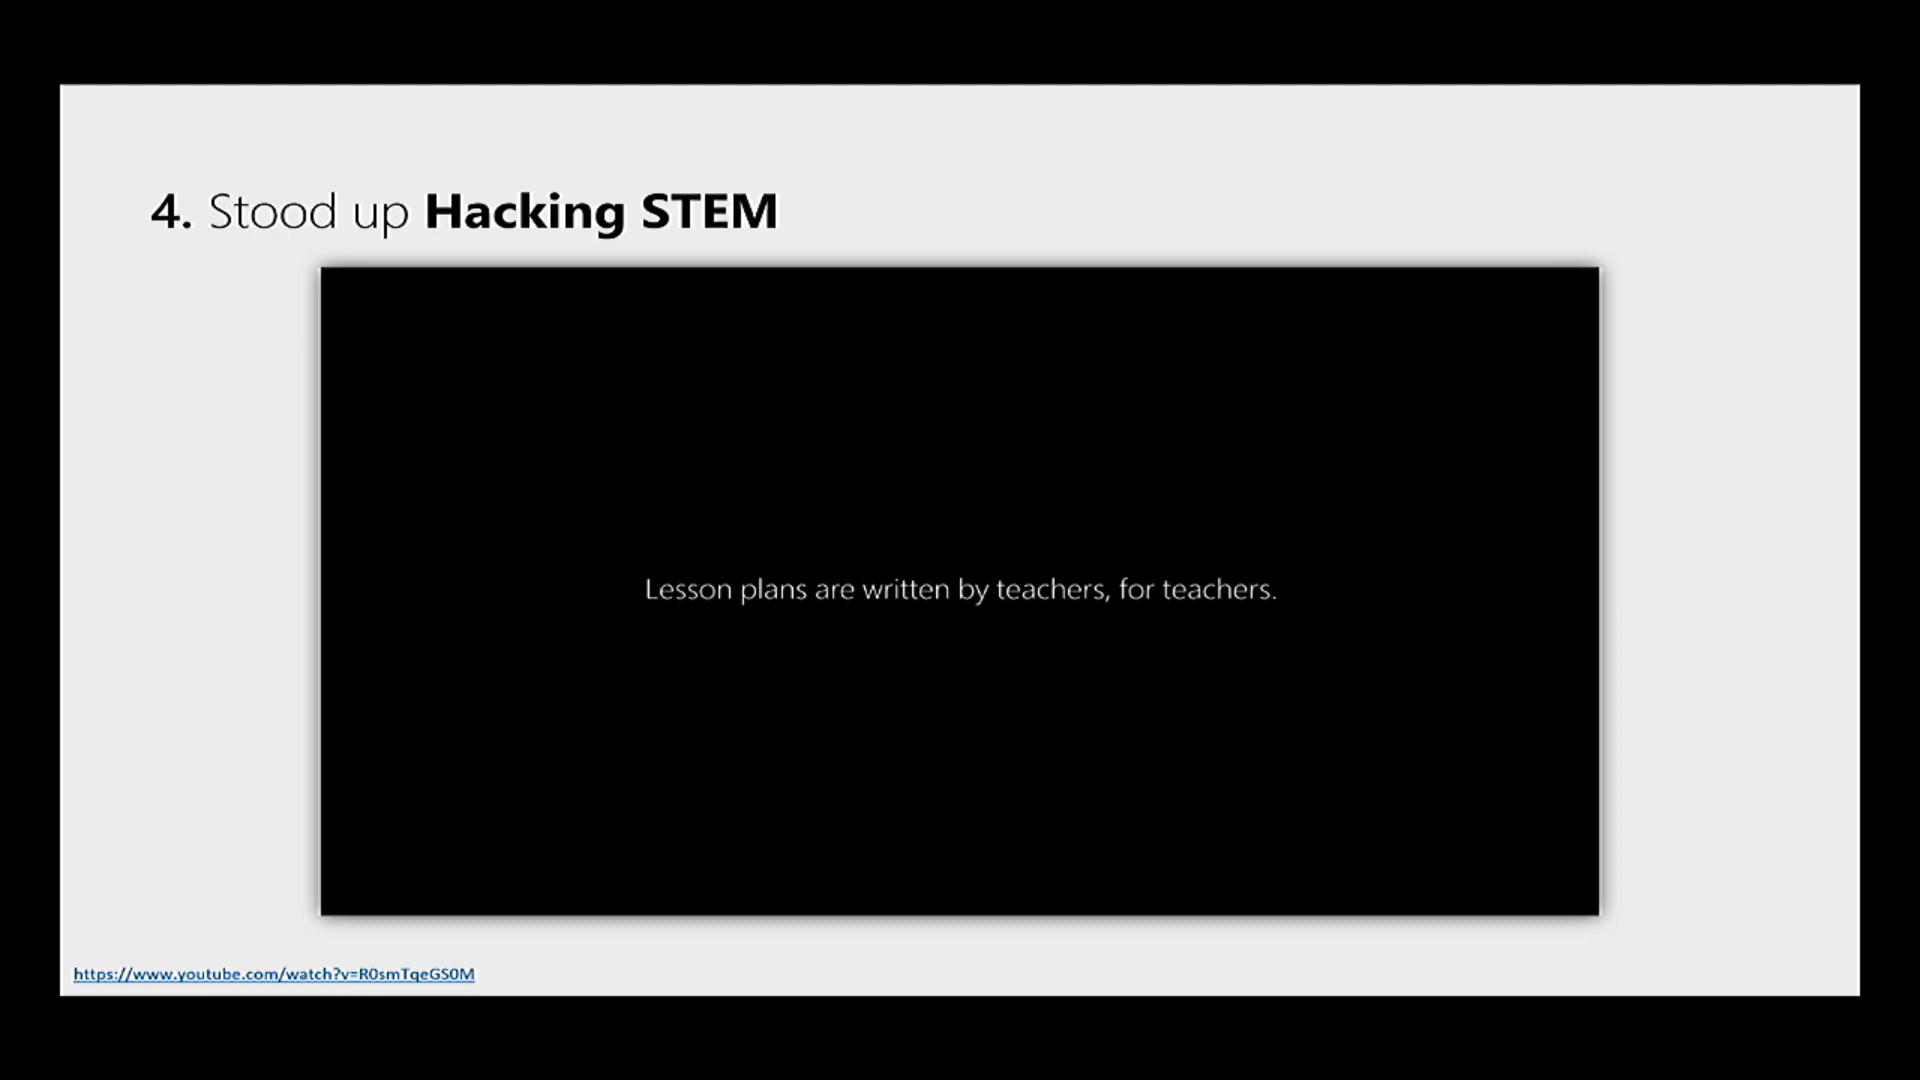 4. Stood up Hacking STEM
Lesson plans are written by teachers, for teachers.
https://www.youtube.com/watch?v=R0smTqeGS0M